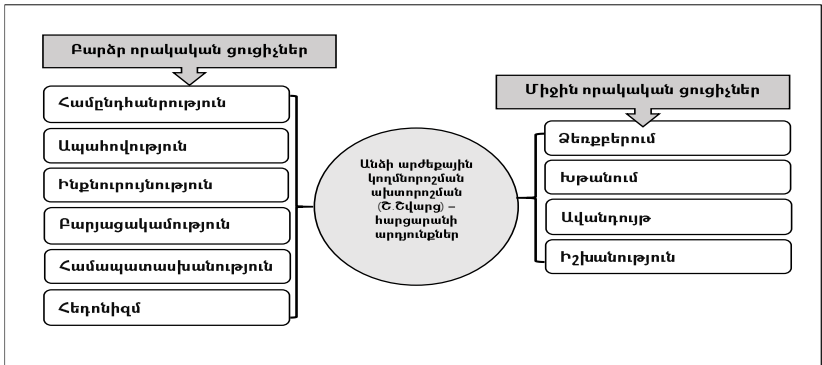 Բարձր որակական ցուցիչներ
Համընդհանրություն
Ապահովություն
Ինքնուրույնություն
Բարյացակամություն
Համապատասխանություն
Հեդոնիզմ
Անձի արժեքային
կողմնորոշման
ախտորոշման
(Շ.Շվարց) –
հարցարանի
արդյունքներ
Միջին որակական ցուցիչներ
Ձեռքբերում
Խթանում
Ավանդույթ
Իշխանություն